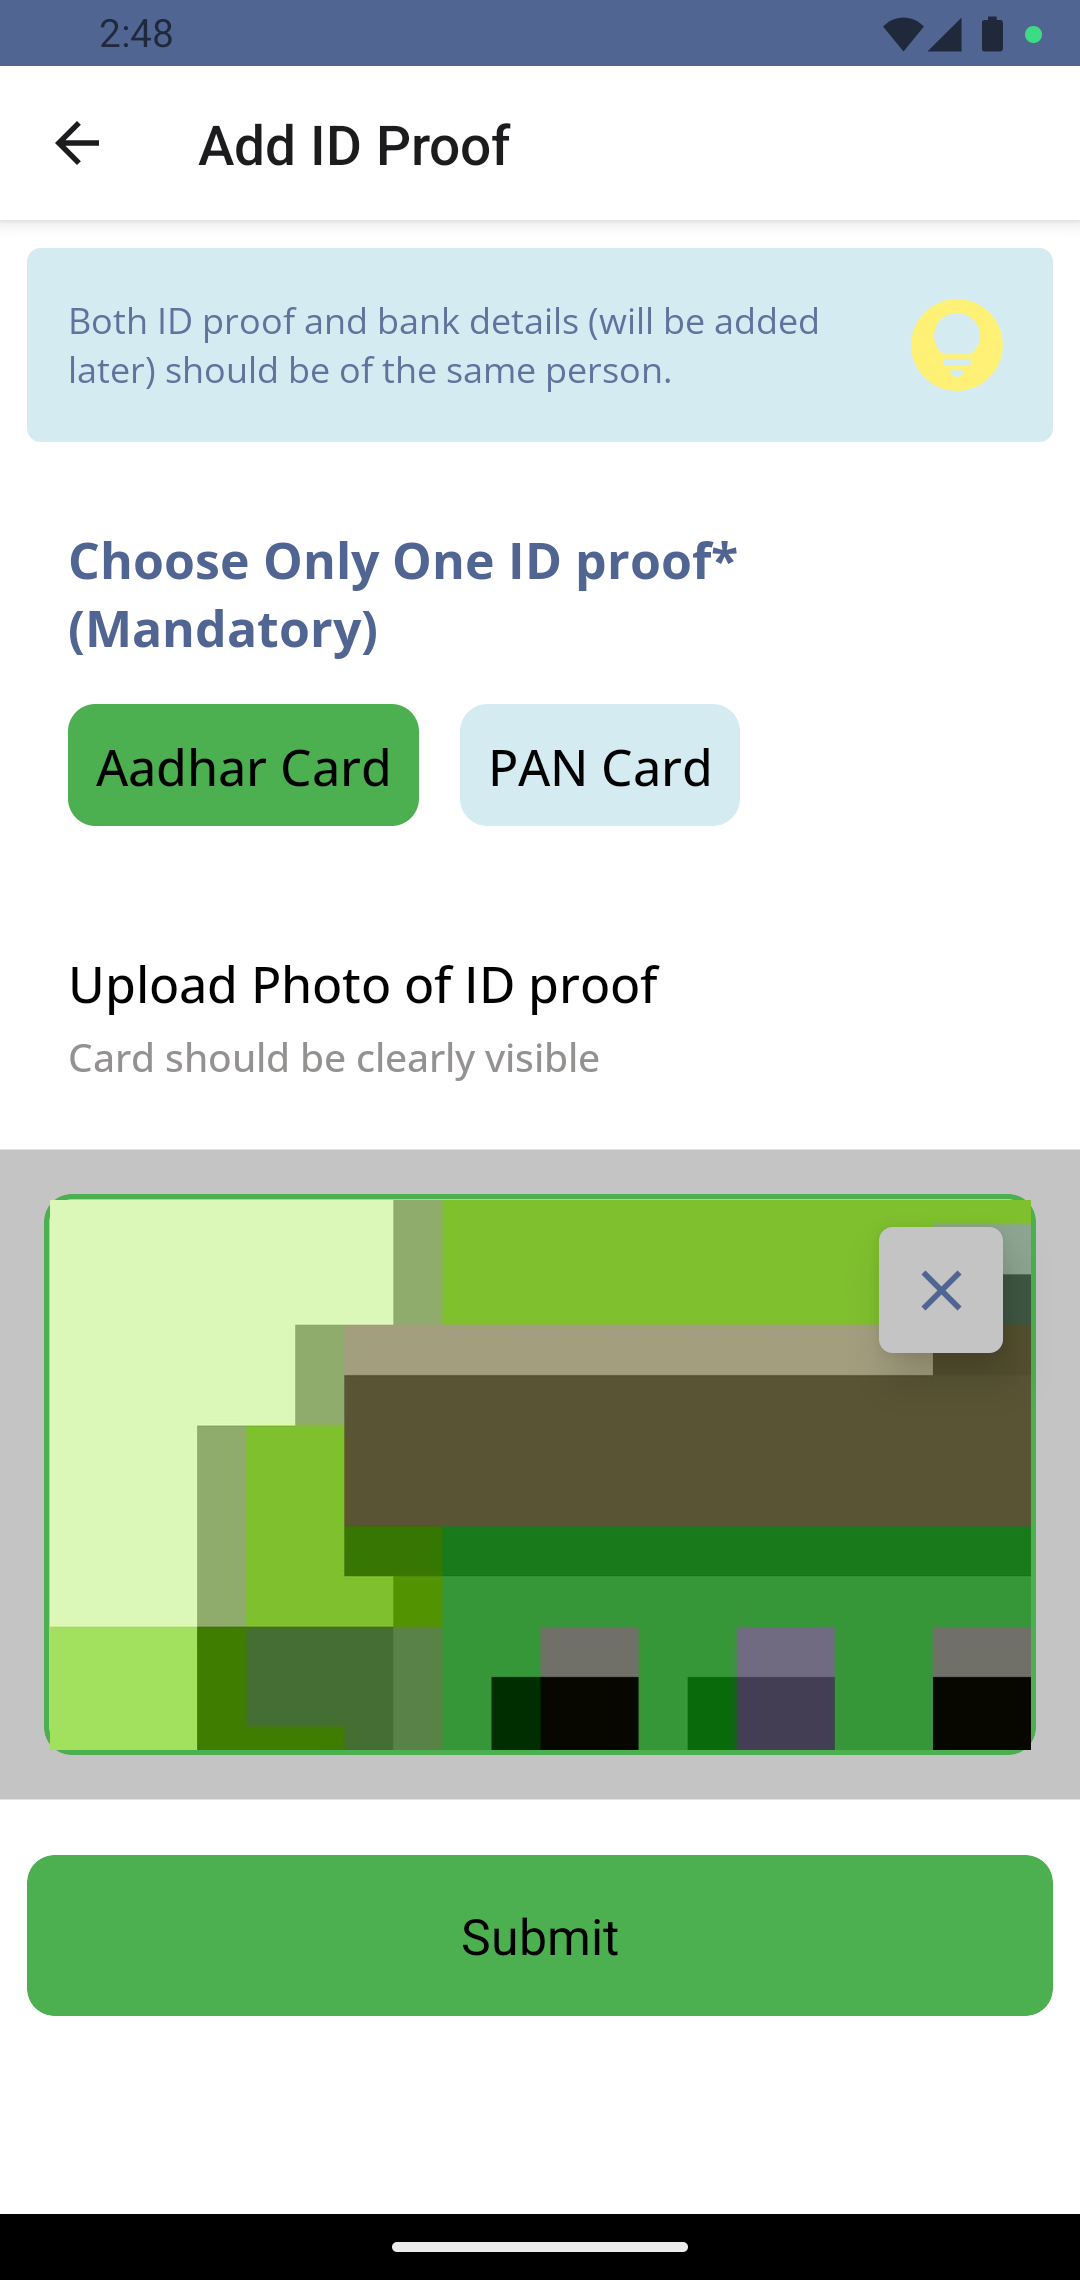 2:48
Add ID Proof
Both ID proof and bank details (will be added
later) should be of the same person.
Choose Only One ID proof*
(Mandatory)
Aadhar Card PAN Card
Upload Photo of ID proof
Card should be clearly visible
Submit